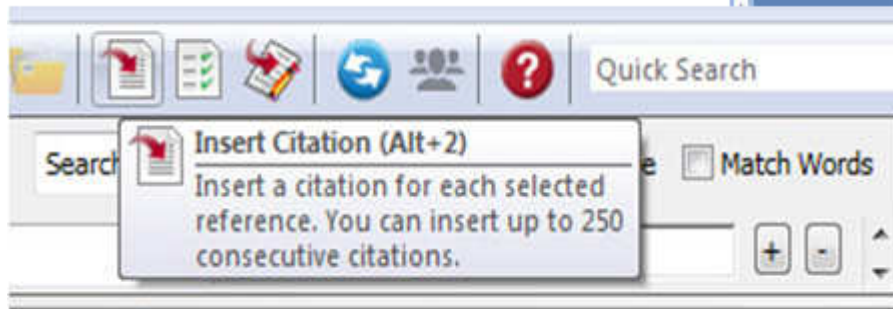 Quick Search
Insert Citation (Alt+2)
Search
Match Words
Insert a citation for each selected
reference. You can insert up to 250
consecutive citations.
+
-